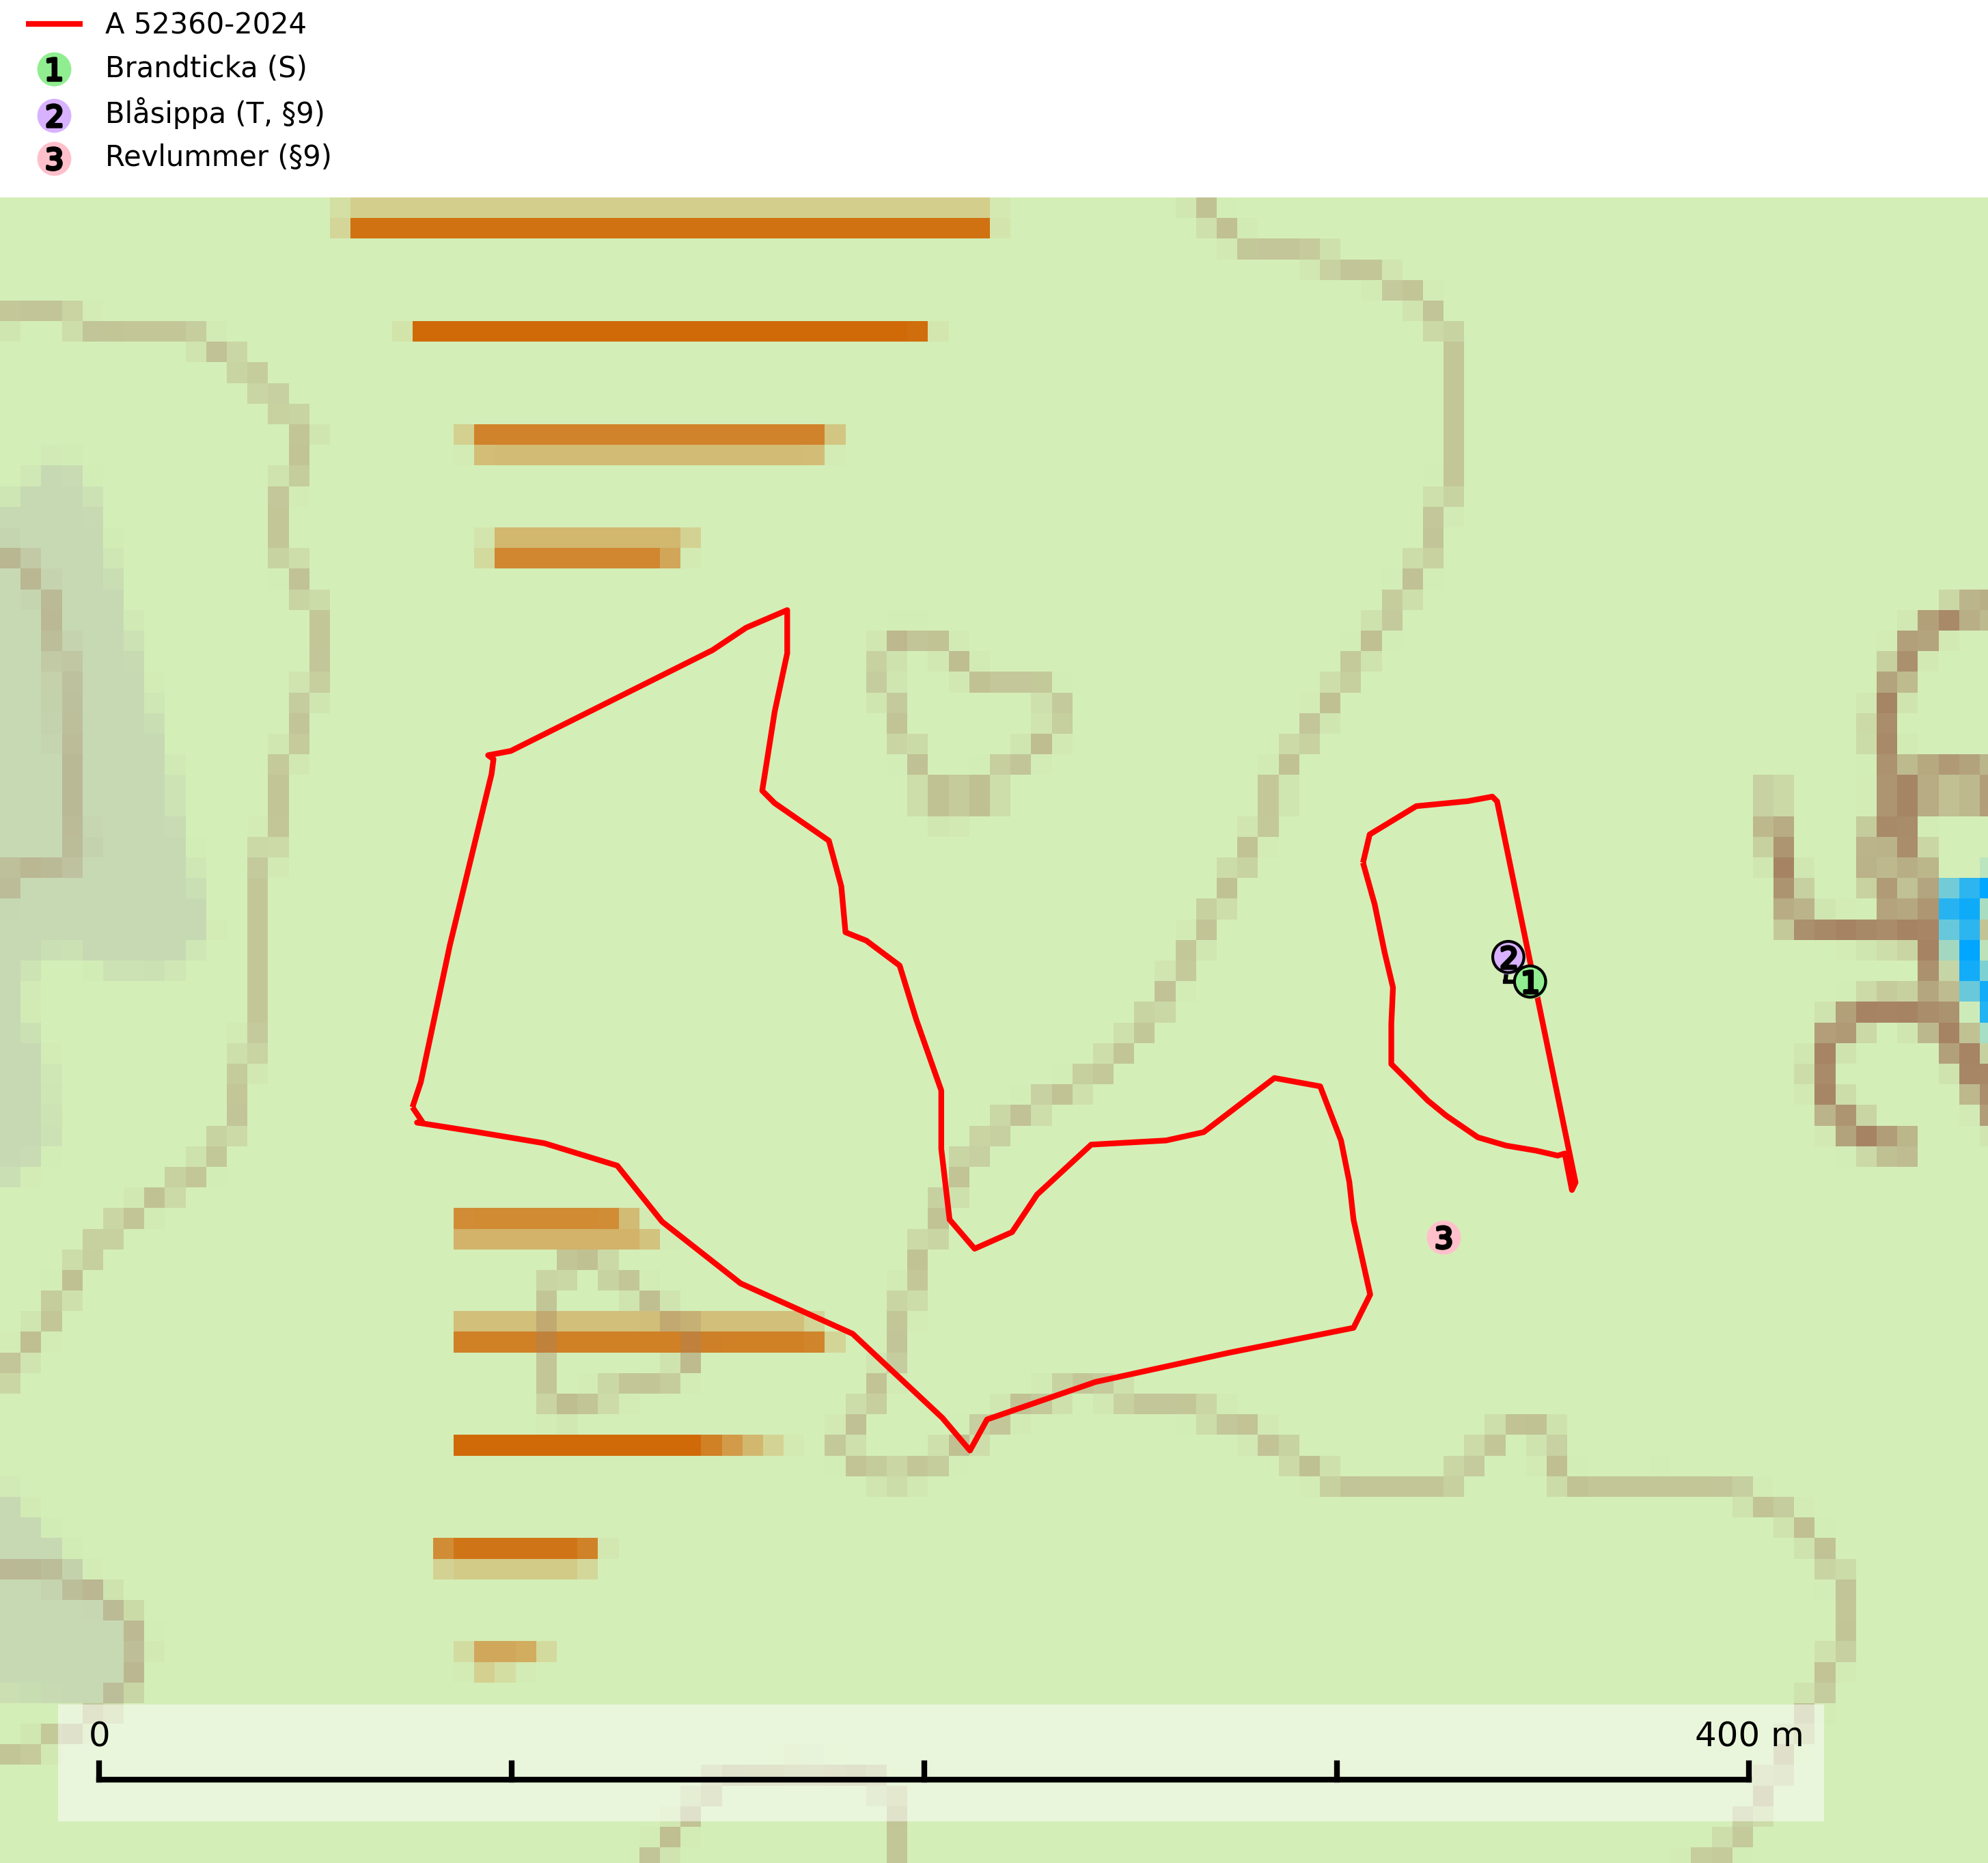 A 52360-2024
1 Brandticka (S)
2 Blåsippa (T, §9)
3 Revlummer (§9)
2
1
3
0 400 m